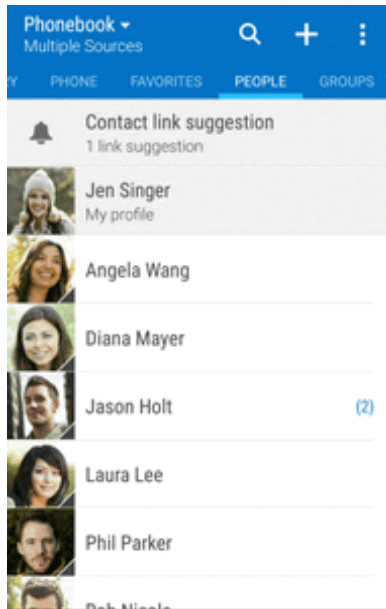 Phonebook
Multiple Sources
Y PHONE FAVORITES PEOPLE GROUPS
Contact link suggestion
1 link suggestion
Jen Singer
My profile
Angela Wang
Diana Mayer
Jason Holt (2)
Laura Lee
Phil Parker